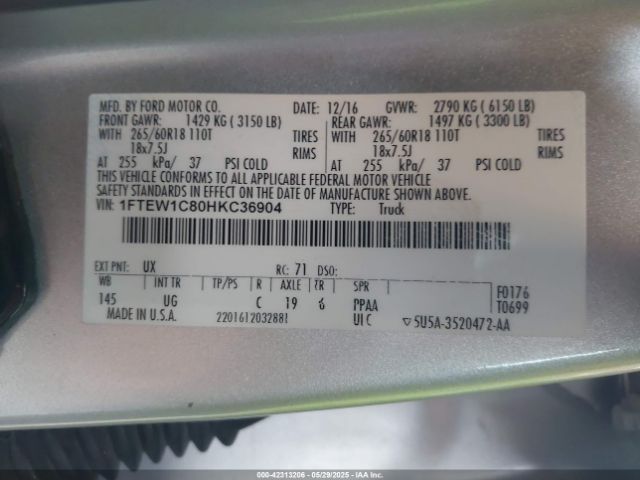 MFD. BY FORD MOTOR CO. DATE: 12/16 GVWR: 2790 KG ( 6150 LB)
FRONT GAWR: 1429 KG ( 3150 LB) REAR GAWR: 1497 KG ( 3300 LB)
WITH 265/60R18 110T TIRES WITH 265/60R18 110T TIRES
18x7.5J RIMS 18x7.5J RIMS
AT 255 kPa/ 37 PSI COLD AT 255 kPa/ 37 PSI COLD
THIS VEHICLE CONFORMS TO ALL APPLICABLE FEDERAL MOTOR VEHICLE
SAFETY STANDARDS IN EFFECT ON THE DATE OF MANUFACTURE SHOWN ABOVE.
VIN: 1FTEW1C80HKC36904 TYPE: Truck
EXT PNT: UX RC: 71 DSO:
WB INT TR TP/PS R AXLE TR SPR
145 UG C 19 6 PPAA
F0176
T0699
MADE IN U.S.A. 2201612032881 UIC ▽5U5A-3520472-AA
000-42313206 - 05/29/2025 - IAAI.com